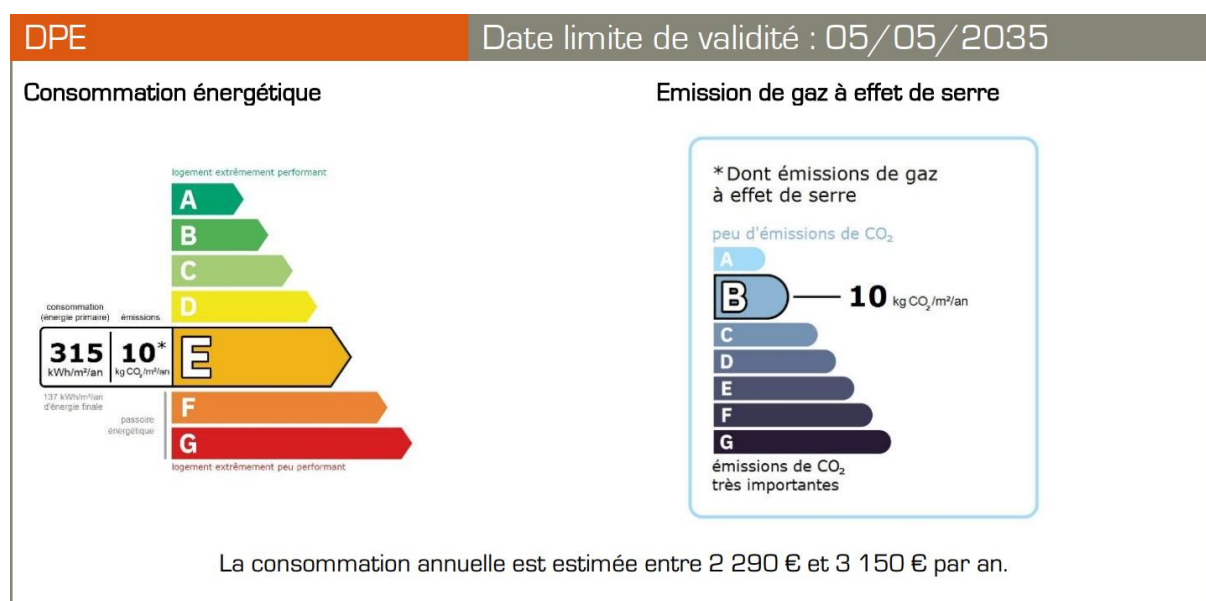 DPE
Date limite de validité : 05/05/2035
Consommation énergétique
Emission de gaz à effet de serre
logement extrêmement performant
A
B
C
D
consommation
(énergie primaire)
émissions
315
kWh/m²/an
10*
kg CO₂/m²/an
E
137 kWh/m²/an
d'énergie finale
passoire
énergétique
F
G
logement extrêmement peu performant
*Dont émissions de gaz
à effet de serre
peu d'émissions de CO₂
A
B
10 kg CO₂/m²/an
C
D
E
F
G
émissions de CO₂
très importantes
La consommation annuelle est estimée entre 2 290 € et 3 150 € par an.